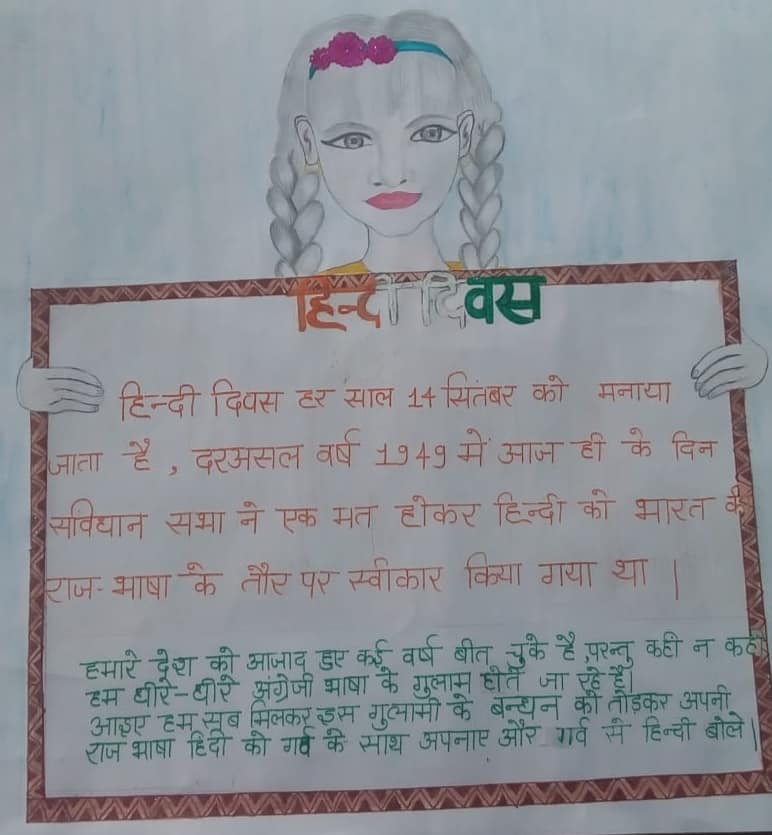 हिन्दी दिवस
हिन्दी दिवस हर साल 14 सितंबर को मनाया
जाता है , दरअसल वर्ष 1949 में आज ही के दिन
सविधान सभा ने एक मत होकर हिन्दी को भारत की
राज-भाषा के तौर पर स्वीकार किया गया था |
हमारे देश को आजाद हुए कई वर्ष बीत चुके है परन्तु कही न कही
हम धीरे-धीरे अंग्रेजी भाषा के गुलाम होते जा रहे है|
आइए हम सब मिलकर इस गुलामी के बन्धन को तोड़कर अपनी
राज भाषा हिंदी को गर्व के साथ अपनाए और गर्व से हिन्दी बोले |